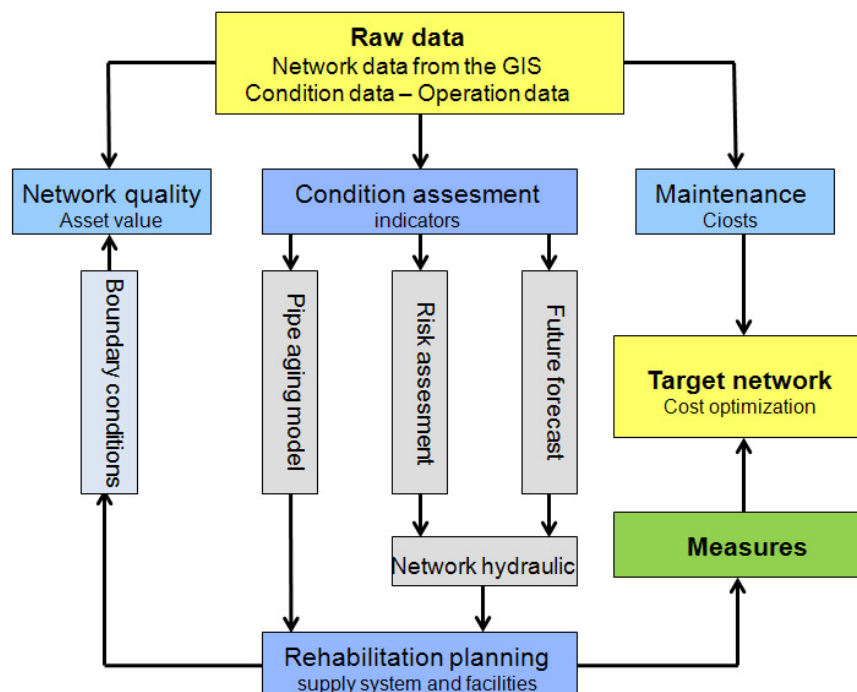 Raw data
Network data from the GIS
Condition data – Operation data
Network quality
Asset value
Condition assesment
indicators
Maintenance
Ciosts
Boundary conditions
Pipe aging model
Risk assesment
Future forecast
Target network
Cost optimization
Measures
Network hydraulic
Rehabilitation planning
supply system and facilities